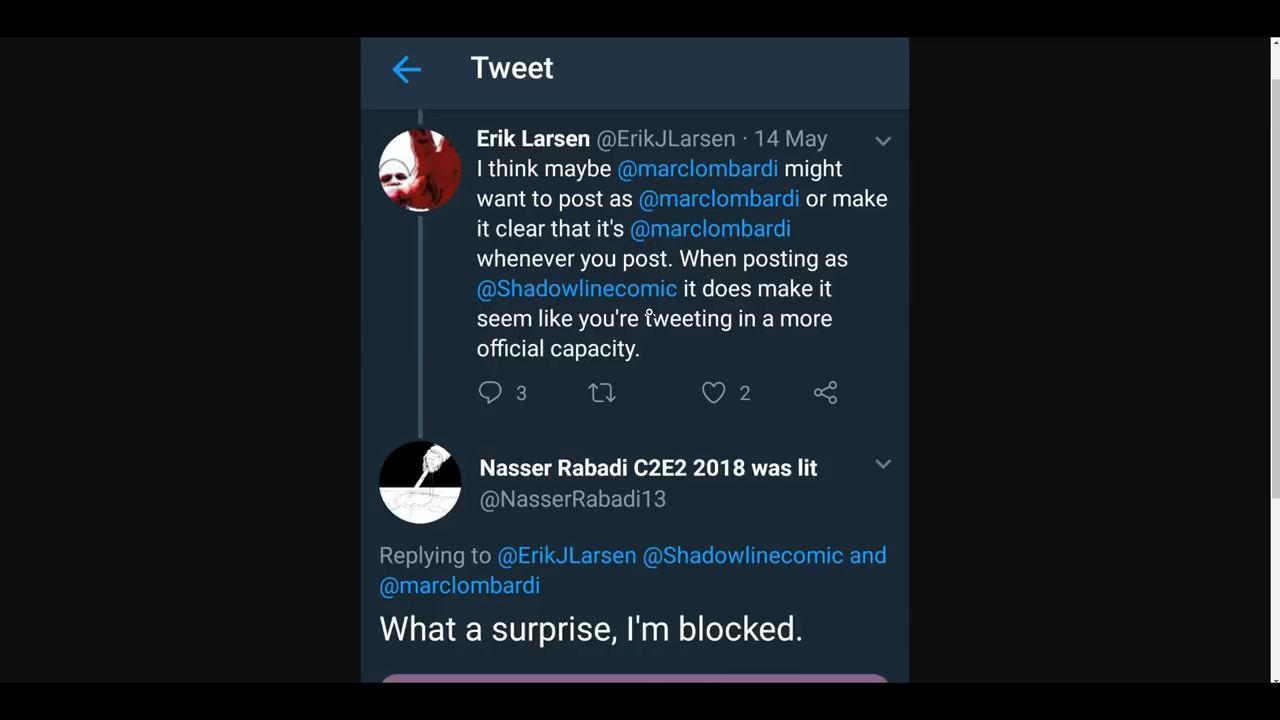 Tweet
Erik Larsen @ErikJLarsen · 14 May
I think maybe @marclombardi might
want to post as @marclombardi or make
it clear that it's @marclombardi
whenever you post. When posting as
@Shadowlinecomic it does make it
seem like you're tweeting in a more
official capacity.
3 2
Nasser Rabadi C2E2 2018 was lit
@NasserRabadi13
Replying to @ErikJLarsen @Shadowlinecomic and
@marclombardi
What a surprise, I'm blocked.